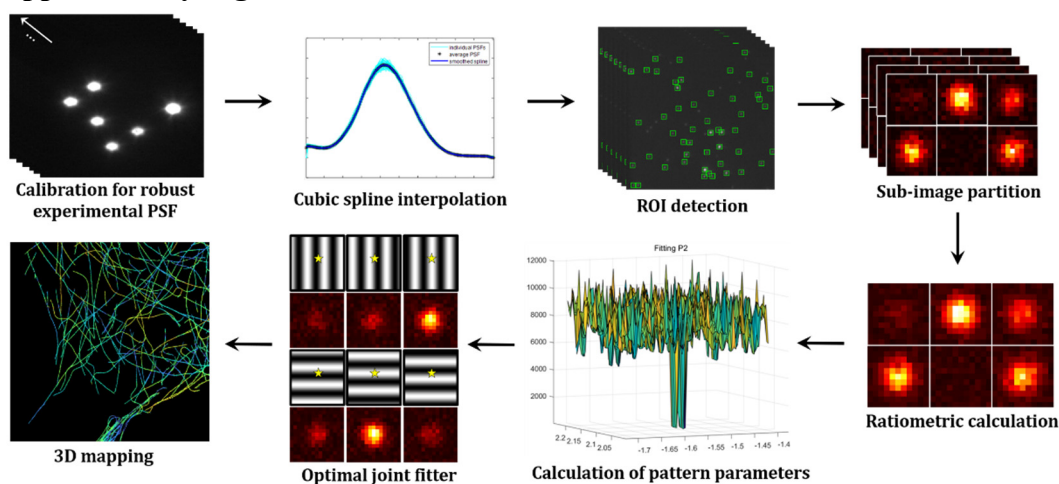 ...
individual PSFs
average PSF
smoothed spline
Calibration for robust
experimental PSF
Cubic spline interpolation
ROI detection
Sub-image partition
Fitting P2
12000
10000
8000
6000
4000
2000
2.2
2.15
2.1
2.05
-1.7
-1.65
-1.6
-1.55
-1.5
-1.45
-1.4
3D mapping
Optimal joint fitter
Calculation of pattern parameters
Ratiometric calculation